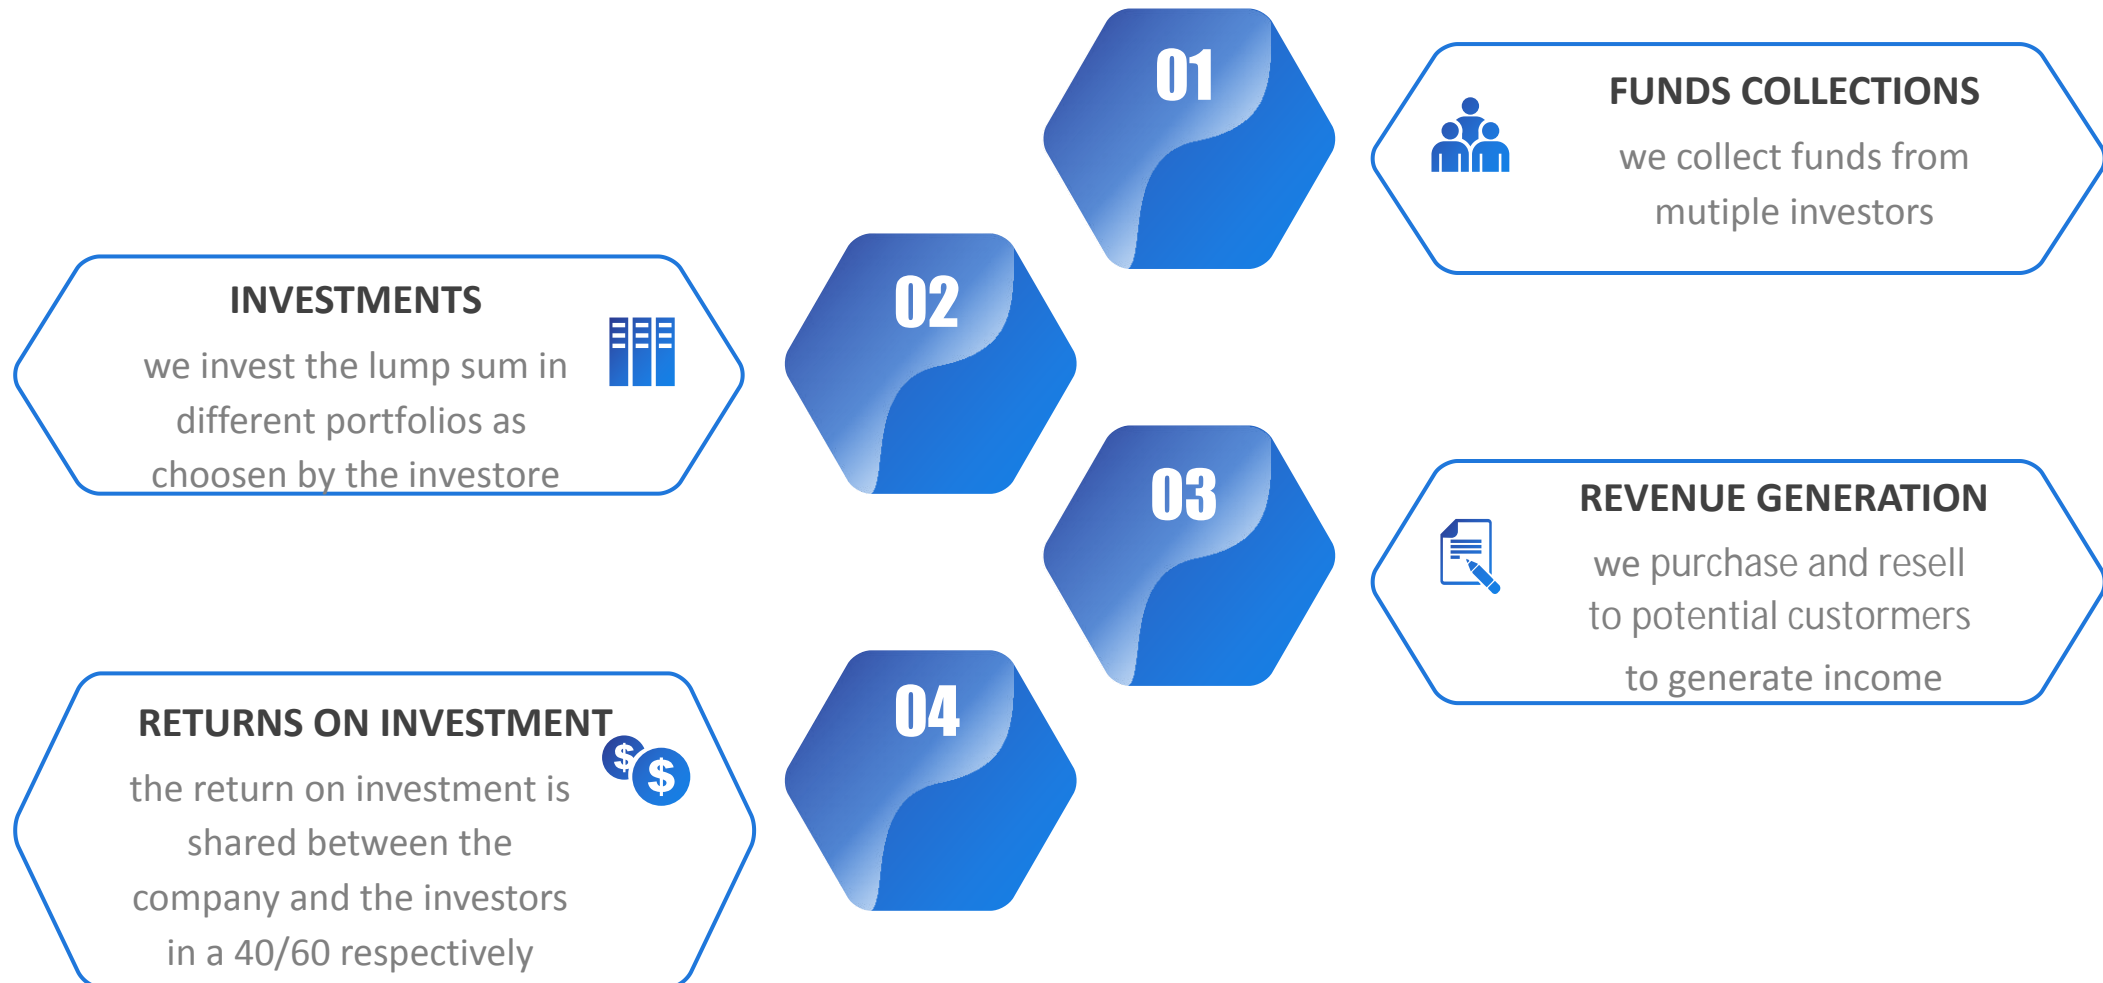 01
FUNDS COLLECTIONS
we collect funds from
mutiple investors
02
INVESTMENTS
we invest the lump sum in
different portfolios as
choosen by the investore
03
REVENUE GENERATION
we purchase and resell
to potential custormers
to generate income
04
RETURNS ON INVESTMENT
$ $
the return on investment is
shared between the
company and the investors
in a 40/60 respectively